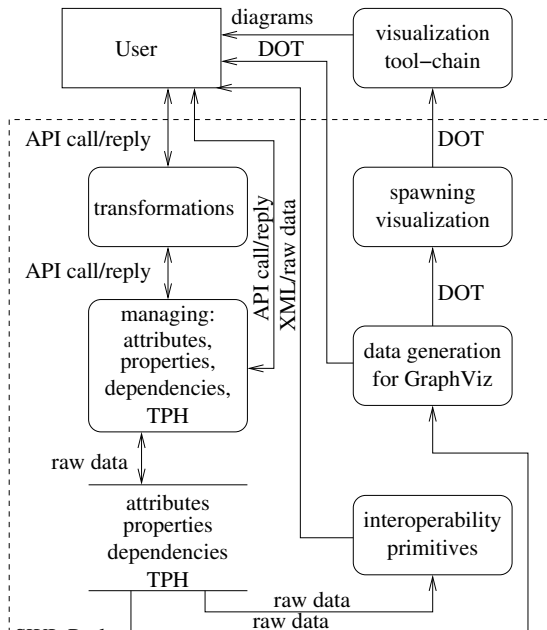 diagrams
User
DOT
visualization
tool−chain
API call/reply
DOT
transformations
spawning
visualization
API call/reply
API call/reply
XML/raw data
DOT
managing:
attributes,
properties,
dependencies,
TPH
data generation
for GraphViz
raw data
attributes
properties
dependencies
TPH
interoperability
primitives
raw data
raw data